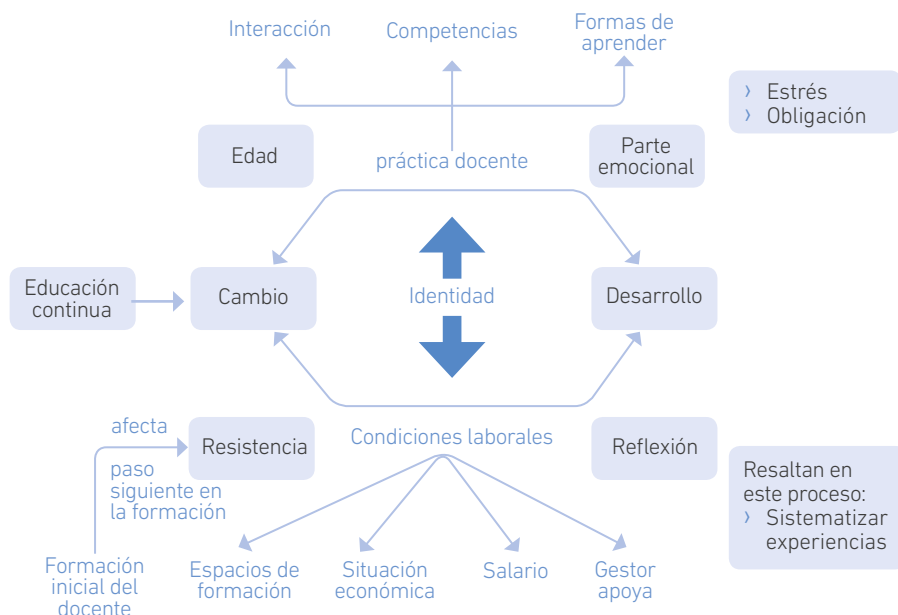 Interacción
Competencias
Formas de
aprender
› Estrés
› Obligación
Edad
práctica docente
Parte
emocional
Educación
continua
Cambio
Identidad
Desarrollo
afecta
Resistencia
Condiciones laborales
Reflexión
paso
siguiente en
la formación
Resaltan en
este proceso:
› Sistematizar
experiencias
Formación
inicial del
docente
Espacios de
formación
Situación
económica
Salario
Gestor
apoya